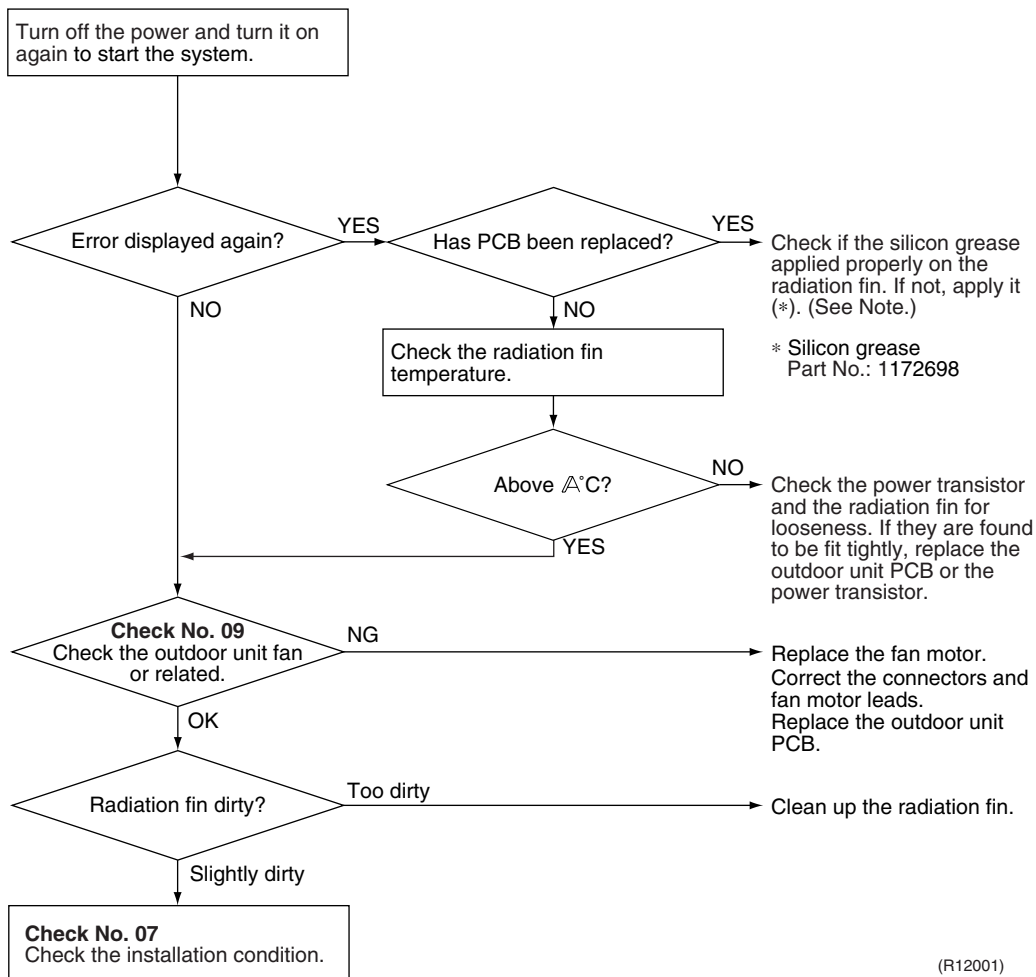 Turn off the power and turn it on
again to start the system.
Error displayed again?
YES
Has PCB been replaced?
YES
Check if the silicon grease
applied properly on the
radiation fin. If not, apply it
(*). (See Note.)
* Silicon grease
Part No.: 1172698
NO
NO
Check the radiation fin
temperature.
Above 𝔸°C?
NO
Check the power transistor
and the radiation fin for
looseness. If they are found
to be fit tightly, replace the
outdoor unit PCB or the
power transistor.
YES
Check No. 09
Check the outdoor unit fan
or related.
NG
Replace the fan motor.
Correct the connectors and
fan motor leads.
Replace the outdoor unit
PCB.
OK
Radiation fin dirty?
Too dirty
Clean up the radiation fin.
Slightly dirty
Check No. 07
Check the installation condition.
(R12001)